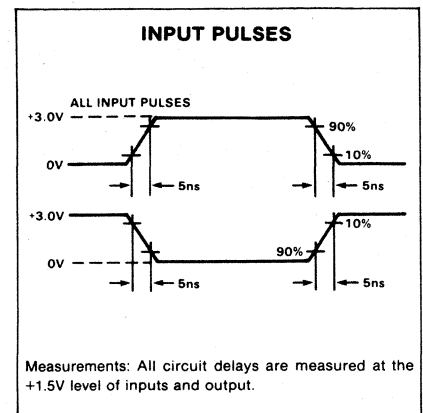 INPUT PULSES
ALL INPUT PULSES
+3.0V
90%
10%
0V
5ns
5ns
+3.0V
10%
90%
0V
5ns
5ns
Measurements: All circuit delays are measured at the
+1.5V level of inputs and output.